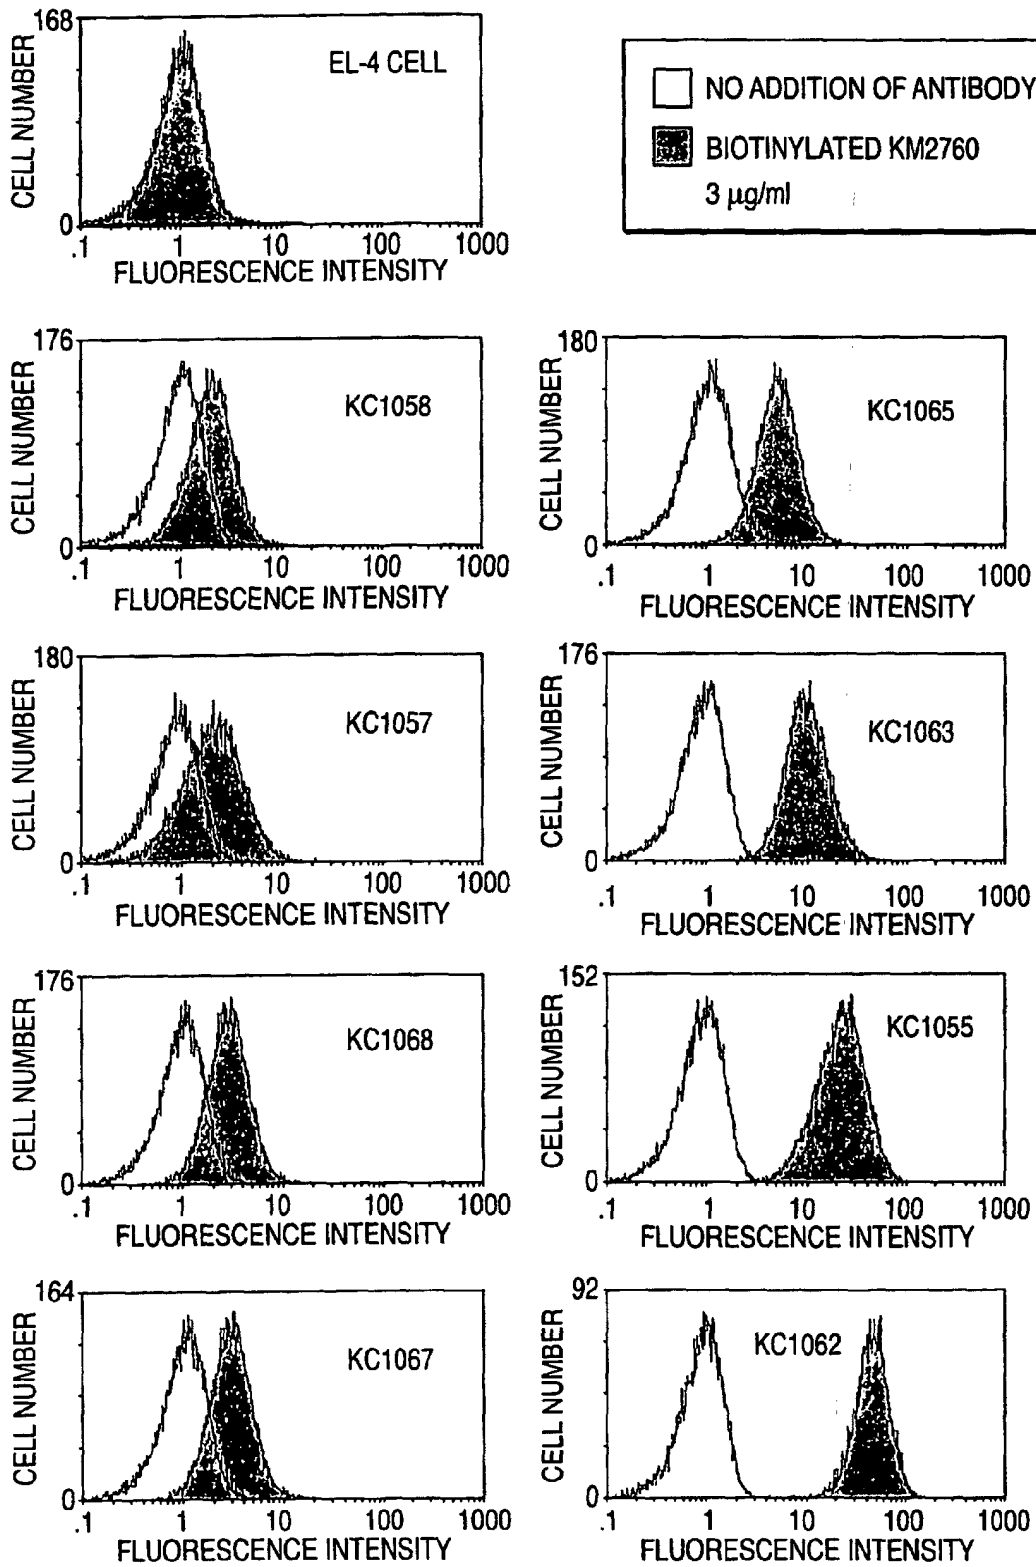 168
CELL NUMBER
EL-4 CELL
0
.1 1 10 100 1000
FLUORESCENCE INTENSITY
NO ADDITION OF ANTIBODY
BIOTINYLATED KM2760
3 µg/ml
176
CELL NUMBER
KC1058
0
.1 1 10 100 1000
FLUORESCENCE INTENSITY
180
CELL NUMBER
KC1065
0
.1 1 10 100 1000
FLUORESCENCE INTENSITY
180
CELL NUMBER
KC1057
0
.1 1 10 100 1000
FLUORESCENCE INTENSITY
176
CELL NUMBER
KC1063
0
.1 1 10 100 1000
FLUORESCENCE INTENSITY
176
CELL NUMBER
KC1068
0
.1 1 10 100 1000
FLUORESCENCE INTENSITY
152
CELL NUMBER
KC1055
0
.1 1 10 100 1000
FLUORESCENCE INTENSITY
164
CELL NUMBER
KC1067
0
.1 1 10 100 1000
FLUORESCENCE INTENSITY
92
CELL NUMBER
KC1062
0
.1 1 10 100 1000
FLUORESCENCE INTENSITY